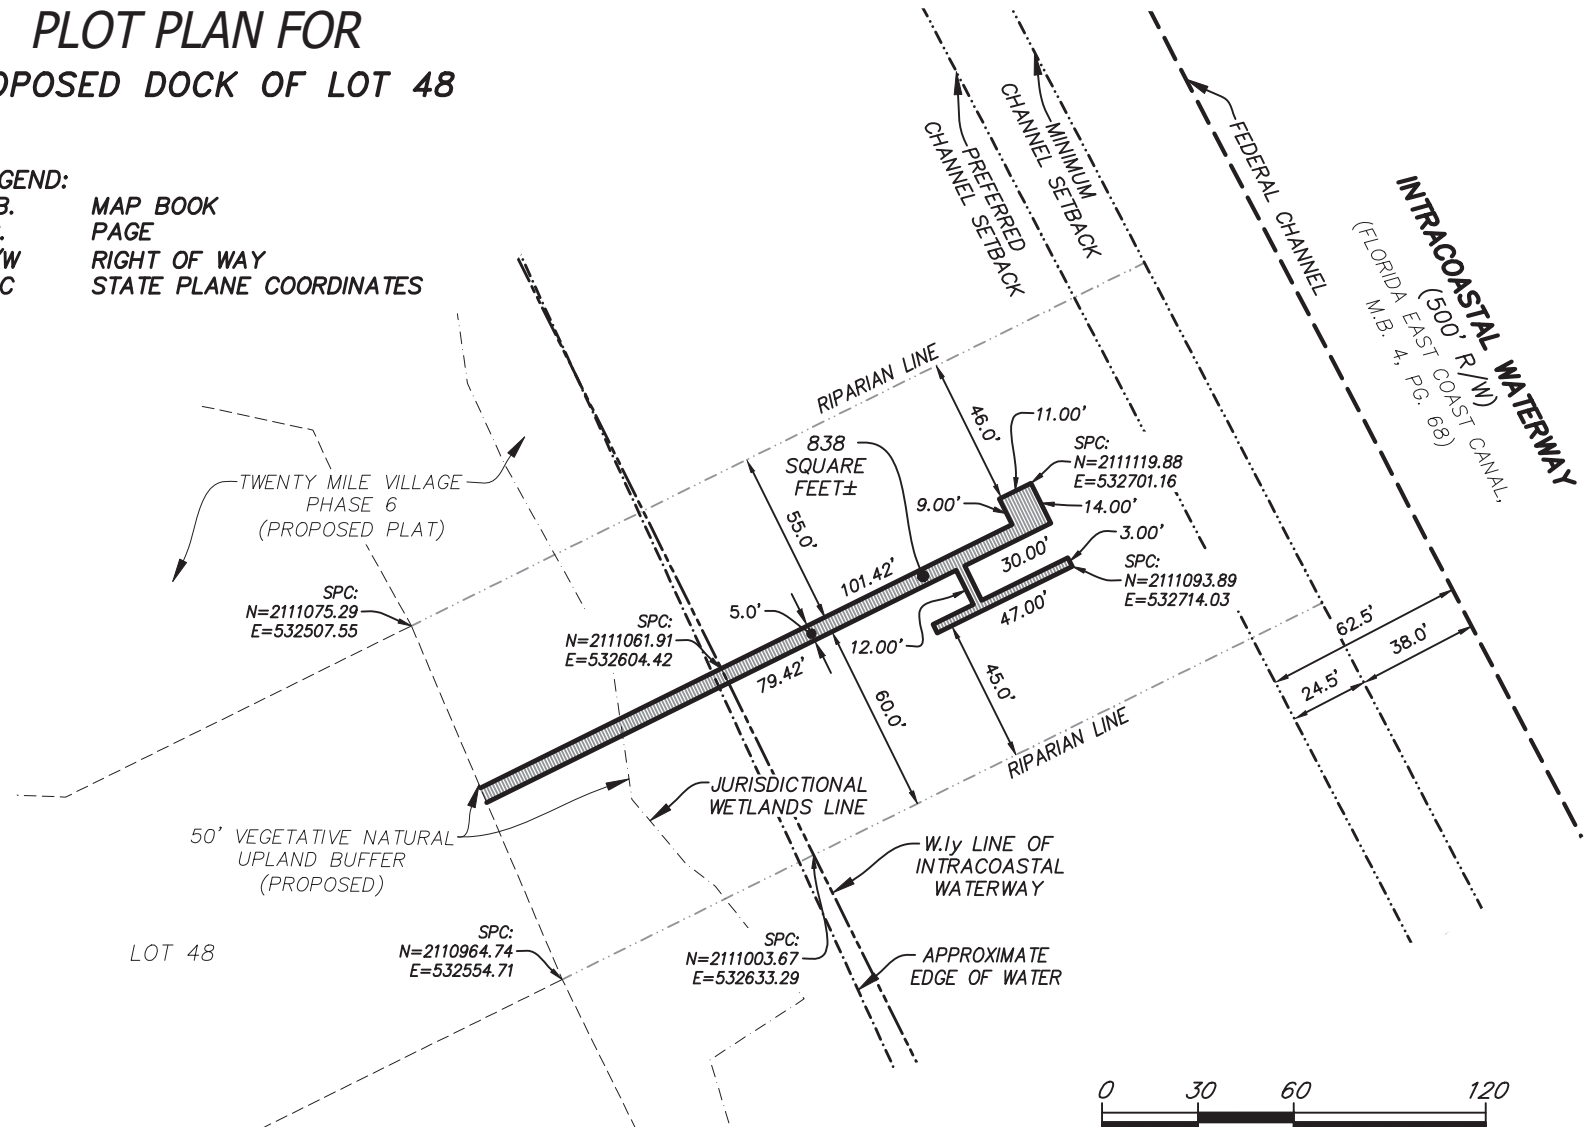 PLOT PLAN FOR
OPOSED DOCK OF LOT 48
GEND:
B. MAP BOOK
PAGE
/W RIGHT OF WAY
C STATE PLANE COORDINATES
PREFERRED
CHANNEL SETBACK
MINIMUM
CHANNEL SETBACK
FEDERAL CHANNEL
INTRACOASTAL WATERWAY
(500' R/W)
(FLORIDA EAST COAST CANAL,
M.B. 4, PG. 68)
RIPARIAN LINE
46.0'
11.00'
838
SQUARE
FEET±
SPC:
N=2111119.88
E=532701.16
9.00'
14.00'
TWENTY MILE VILLAGE
PHASE 6
(PROPOSED PLAT)
55.0'
3.00'
30.00'
101.42'
SPC:
N=2111093.89
E=532714.03
SPC:
N=2111075.29
E=532507.55
5.0'
47.00'
SPC:
N=2111061.91
E=532604.42
12.00'
62.5'
38.0'
24.5'
79.42'
45.0'
60.0'
RIPARIAN LINE
JURISDICTIONAL
WETLANDS LINE
50' VEGETATIVE NATURAL
UPLAND BUFFER
(PROPOSED)
W.ly LINE OF
INTRACOASTAL
WATERWAY
LOT 48
SPC:
N=2110964.74
E=532554.71
SPC:
N=2111003.67
E=532633.29
APPROXIMATE
EDGE OF WATER
0 30 60 120